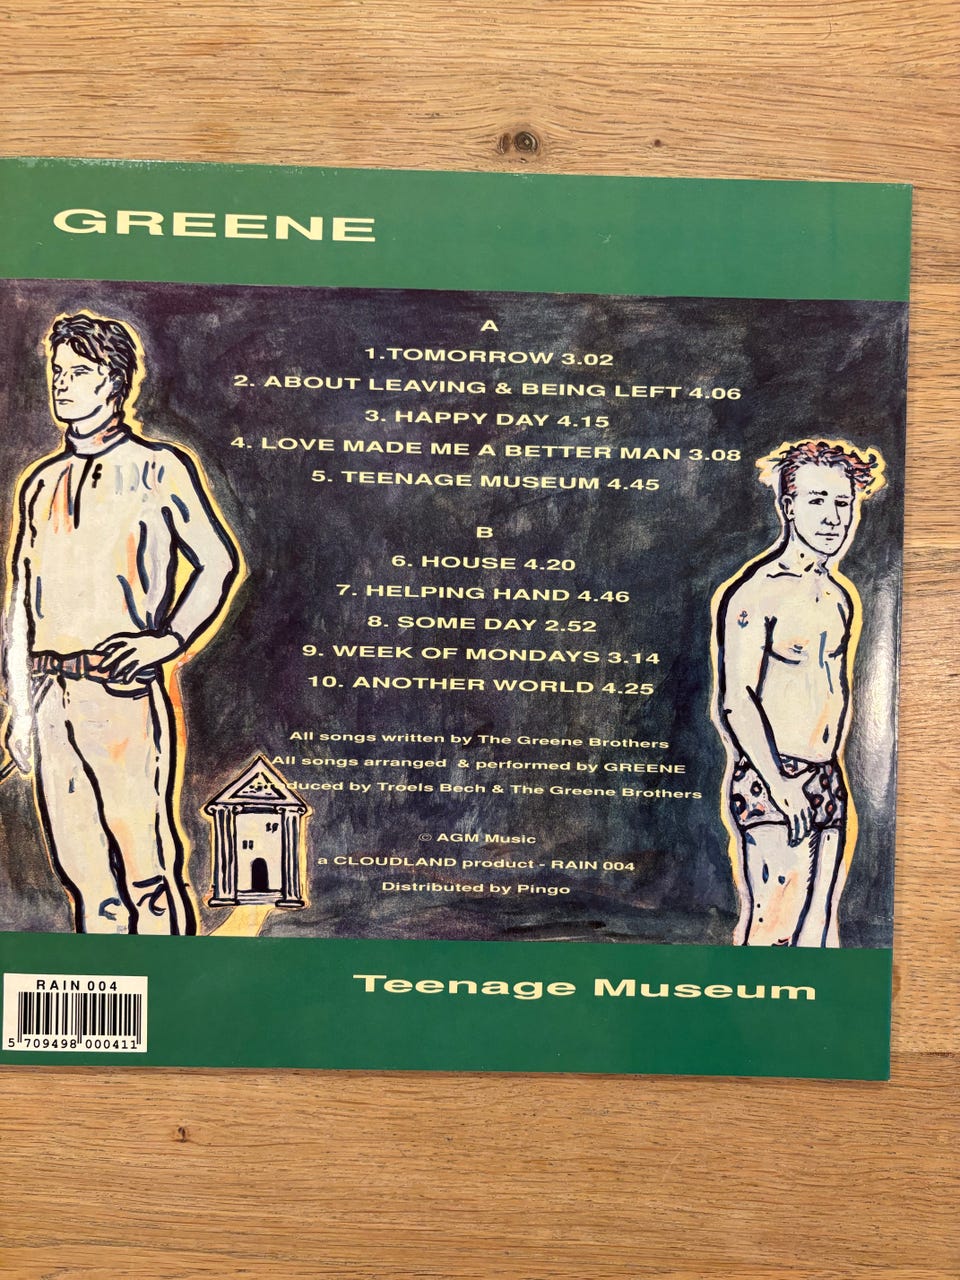 GREENE
A
1.TOMORROW 3.02
2. ABOUT LEAVING & BEING LEFT 4.06
3. HAPPY DAY 4.15
4. LOVE MADE ME A BETTER MAN 3.08
5. TEENAGE MUSEUM 4.45
B
6. HOUSE 4.20
7. HELPING HAND 4.46
8. SOME DAY 2.52
9. WEEK OF MONDAYS 3.14
10. ANOTHER WORLD 4.25
All songs written by The Greene Brothers
All songs arranged & performed by GREENE
duced by Troels Bech & The Greene Brothers
© AGM Music
a CLOUDLAND product - RAIN 004
Distributed by Pingo
Teenage Museum
RAIN 004
5 709498 000411